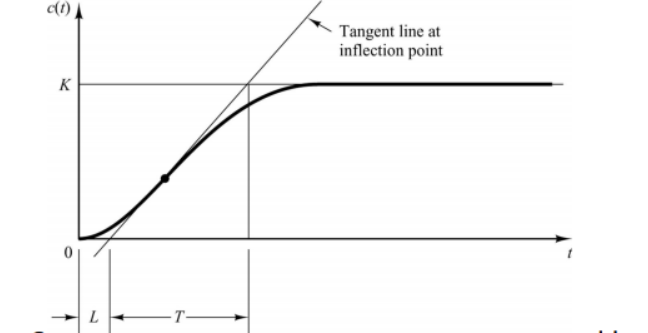 c(t)
Tangent line at
inflection point
K
0
t
L
T